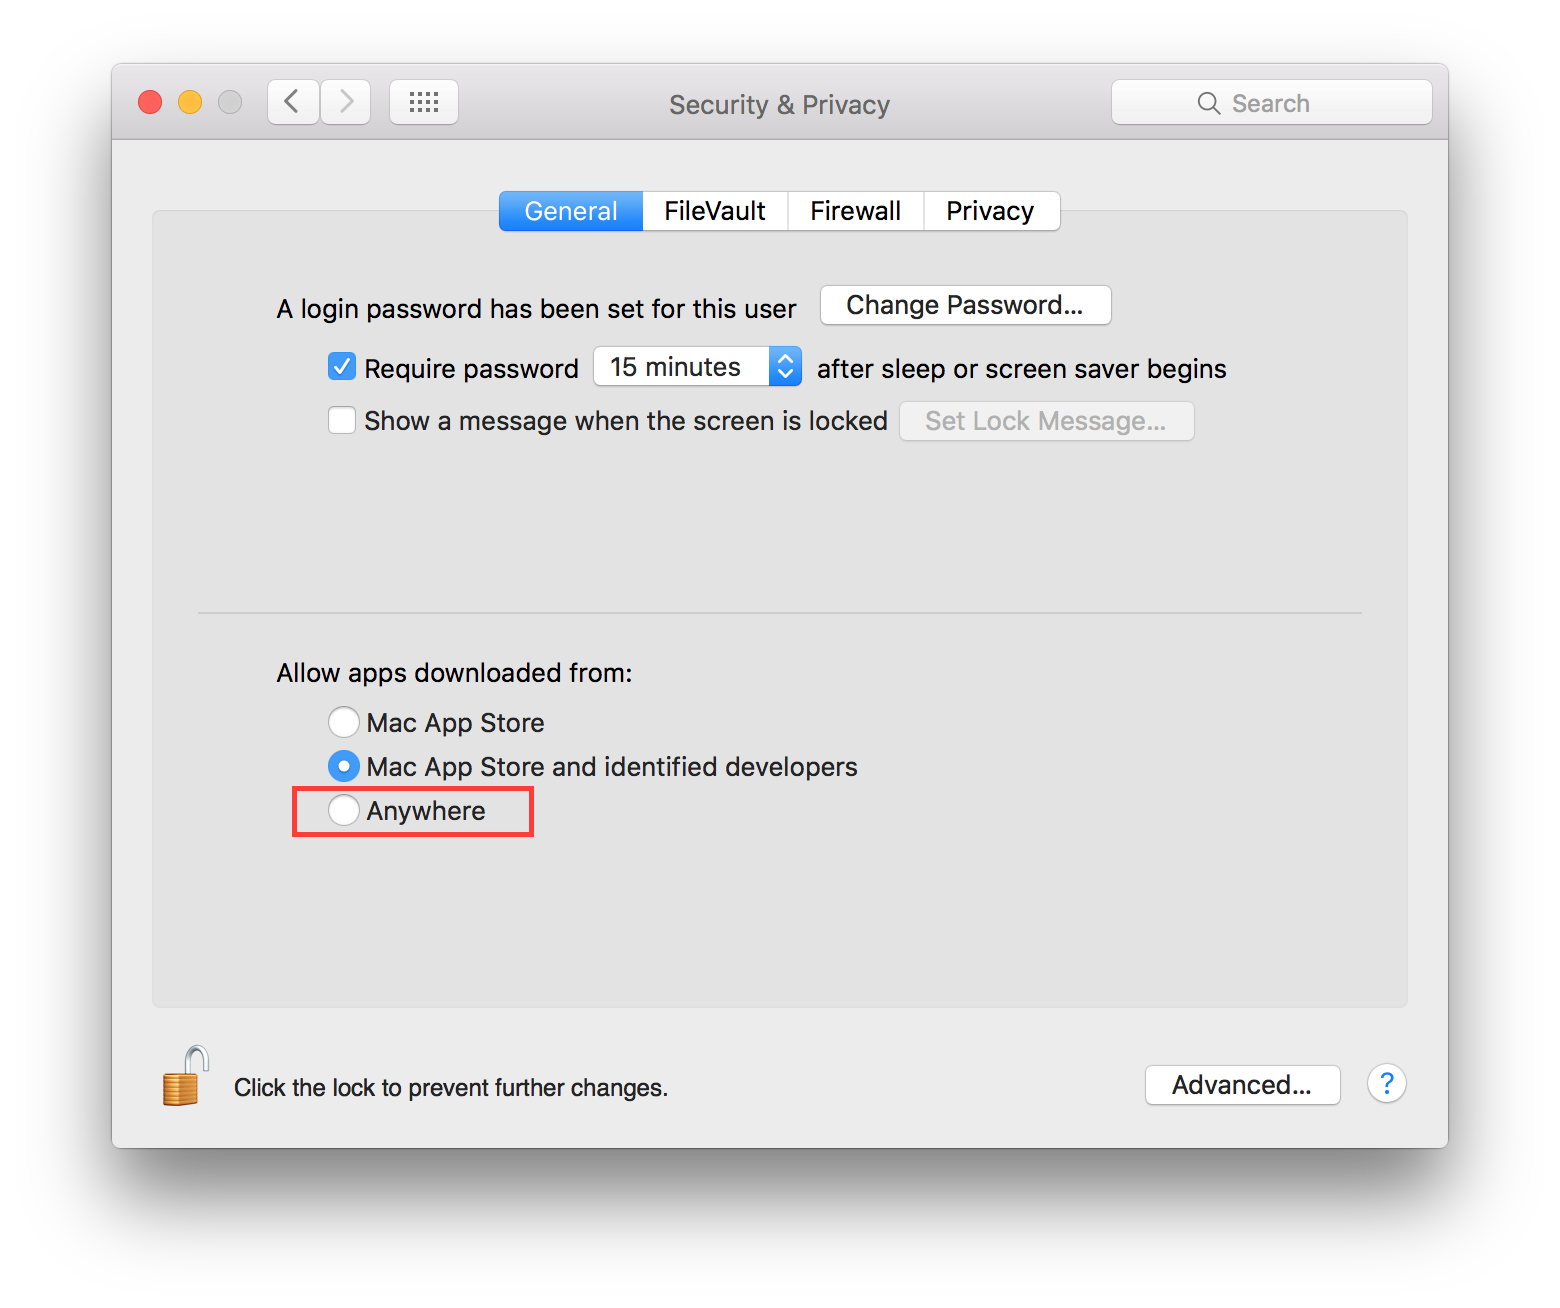 Security & Privacy
Search
General FileVault Firewall Privacy
A login password has been set for this user Change Password...
Require password 15 minutes after sleep or screen saver begins
Show a message when the screen is locked Set Lock Message...
Allow apps downloaded from:
Mac App Store
Mac App Store and identified developers
Anywhere
Click the lock to prevent further changes. Advanced... ?